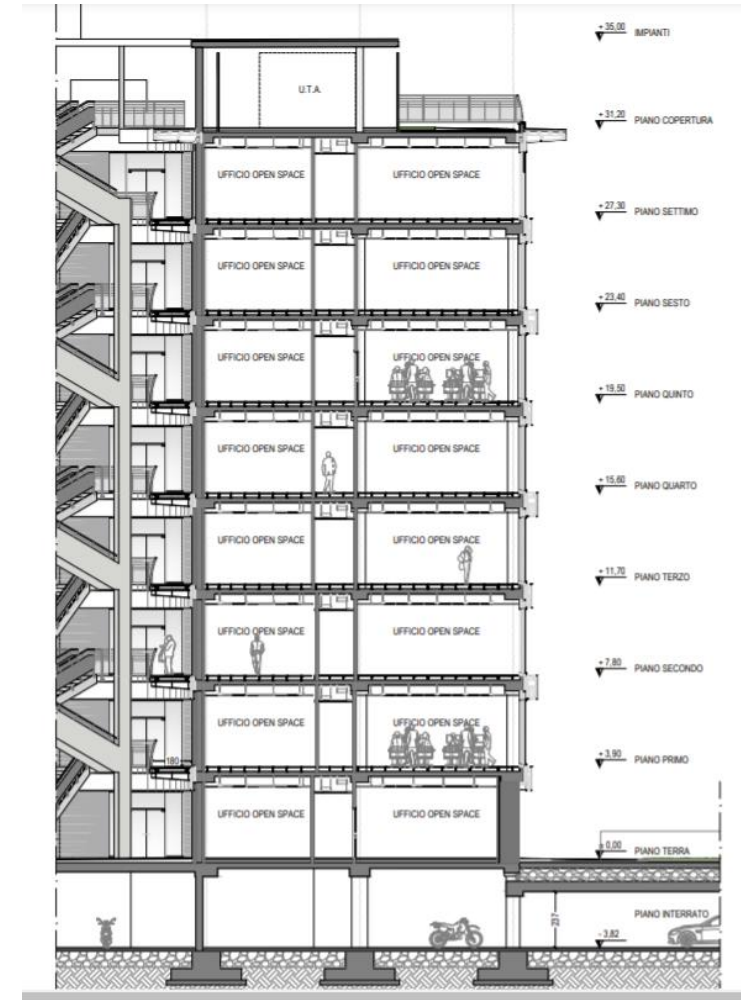 + 35,00 IMPIANTI
U.T.A.
+ 31,20 PIANO COPERTURA
UFFICIO OPEN SPACE UFFICIO OPEN SPACE
+ 27,30 PIANO SETTIMO
UFFICIO OPEN SPACE UFFICIO OPEN SPACE
+ 23,40 PIANO SESTO
UFFICIO OPEN SPACE UFFICIO OPEN SPACE
+ 19,50 PIANO QUINTO
UFFICIO OPEN SPACE UFFICIO OPEN SPACE
+ 15,60 PIANO QUARTO
UFFICIO OPEN SPACE UFFICIO OPEN SPACE
+ 11,70 PIANO TERZO
UFFICIO OPEN SPACE UFFICIO OPEN SPACE
+ 7,80 PIANO SECONDO
UFFICIO OPEN SPACE UFFICIO OPEN SPACE
180
+ 3,90 PIANO PRIMO
UFFICIO OPEN SPACE UFFICIO OPEN SPACE
0,00 PIANO TERRA
PIANO INTERRATO
237
- 3,82